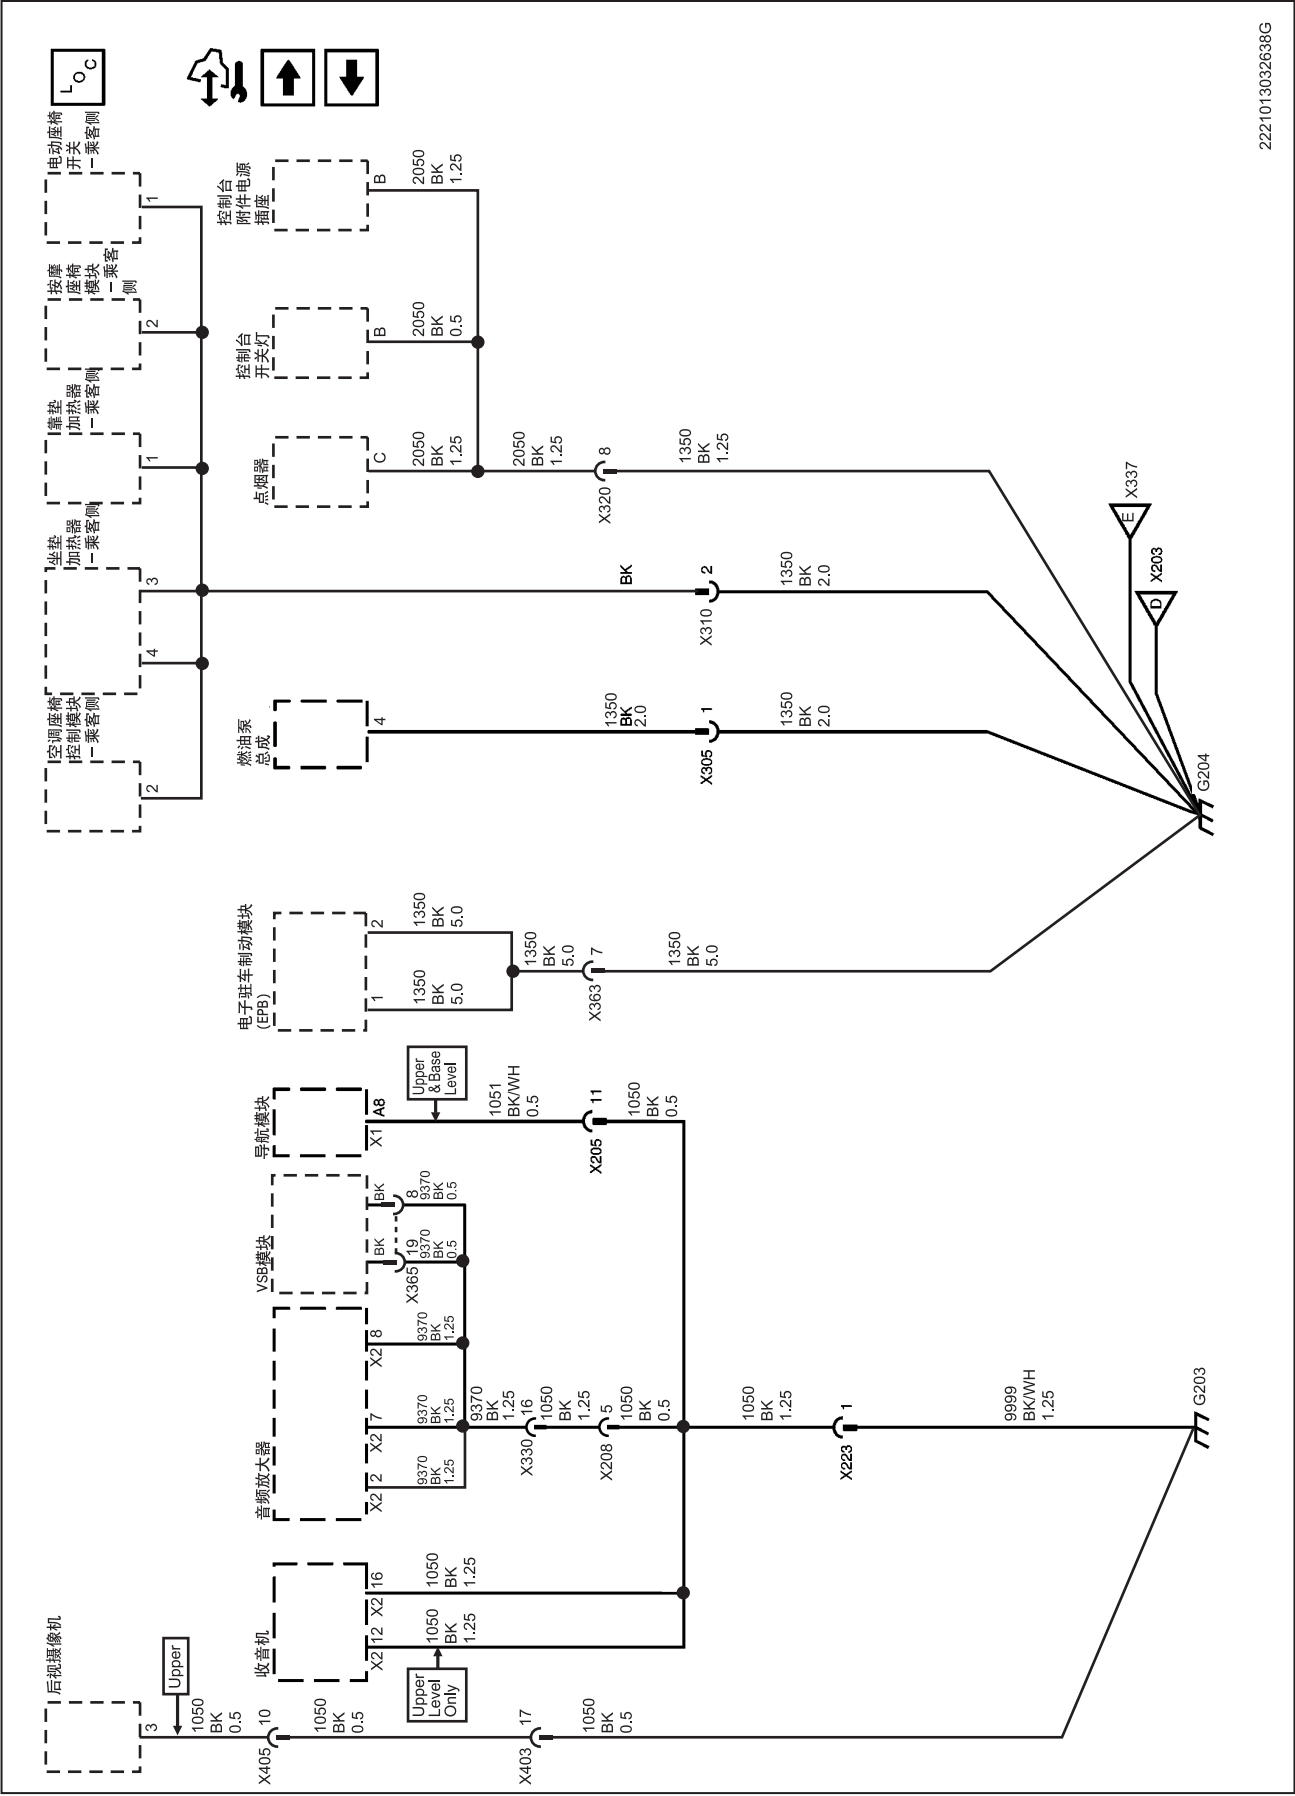 后视摄像机
3
Upper
1050
BK
0.5
X405
10
1050
BK
0.5
X403
17
1050
BK
0.5
收音机
X2
12
X2
16
1050
BK
1.25
1050
BK
1.25
Upper
Level
Only
音频放大器
X2
2
X2
7
X2
8
9370
BK
1.25
9370
BK
1.25
9370
BK
1.25
VSB模块
BK
BK
X365
19
8
9370
BK
0.5
9370
BK
0.5
9370
BK
1.25
X330
16
1050
BK
1.25
X208
5
1050
BK
0.5
导航模块
X1
A8
Upper
& Base
Level
1051
BK/WH
0.5
X205
11
1050
BK
0.5
1050
BK
1.25
X223
1
9999
BK/WH
1.25
G203
电子驻车制动模块
(EPB)
1
2
1350
BK
5.0
1350
BK
5.0
1350
BK
5.0
X363
7
1350
BK
5.0
空调座椅
控制模块
–乘客侧
2
坐垫
加热器
–乘客侧
4
3
靠垫
加热器
–乘客侧
1
按摩
座椅
模块
–乘客
侧
2
电动座椅
开关
–乘客侧
1
燃油泵
总成
4
1350
BK
2.0
X305
1
1350
BK
2.0
BK
X310
2
1350
BK
2.0
点烟器
C
2050
BK
1.25
控制台
开关灯
B
2050
BK
0.5
控制台
附件电源
插座
B
2050
BK
1.25
2050
BK
1.25
X320
8
1350
BK
1.25
E
X337
D
X203
G204
L
O
C
2221013032638G